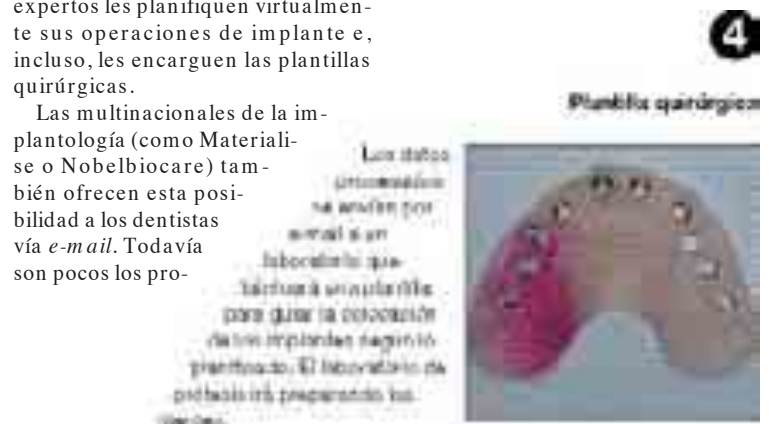 expertos les planifiquen virtualmen-
te sus operaciones de implante e,
incluso, les encarguen las plantillas
quirúrgicas.
Las multinacionales de la im-
plantología (como Materiali-
se o Nobelbiocare) tam-
bién ofrecen esta posi-
bilidad a los dentistas
vía e-mail. Todavía
son pocos los pro-
4
Plantilla quirúrgica
Los datos
procesados
se envían por
e-mail a un
laboratorio que
una plantilla
para guiar la colocación
de los implantes según lo
planificado. El laboratorio de
prótesis irá preparando los